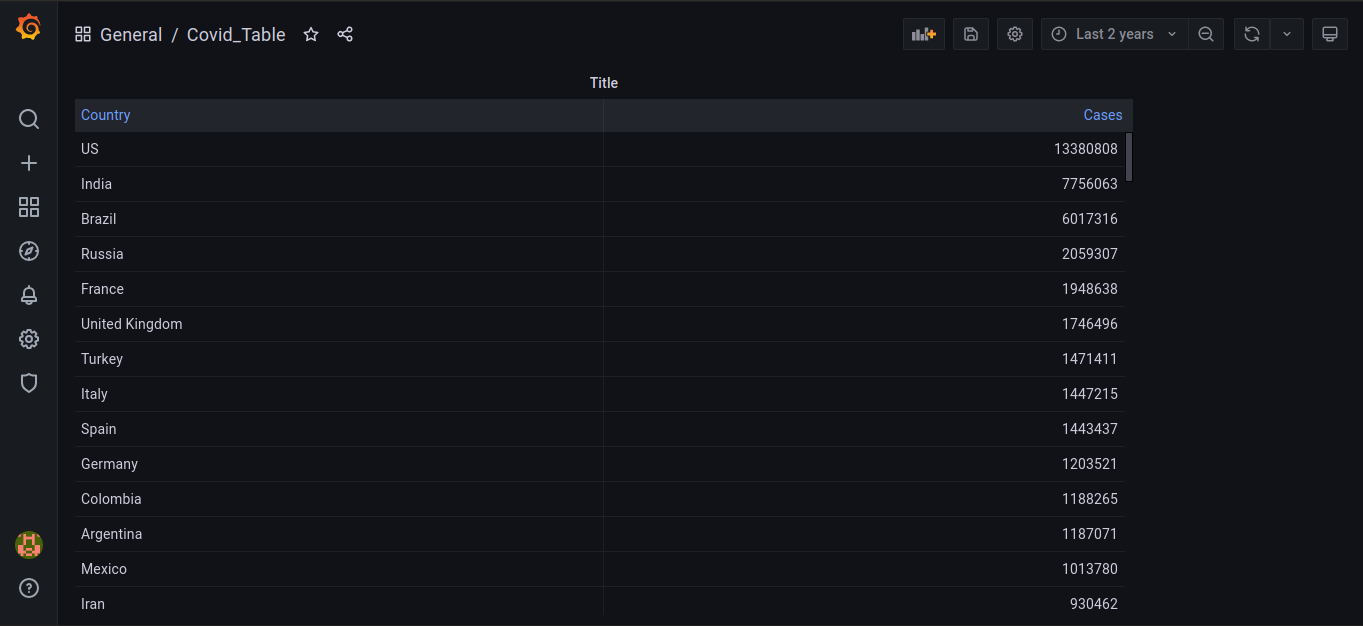 General / Covid_Table Last 2 years
Title
Country Cases
US 13380808
India 7756063
Brazil 6017316
Russia 2059307
France 1948638
United Kingdom 1746496
Turkey 1471411
Italy 1447215
Spain 1443437
Germany 1203521
Colombia 1188265
Argentina 1187071
Mexico 1013780
Iran 930462